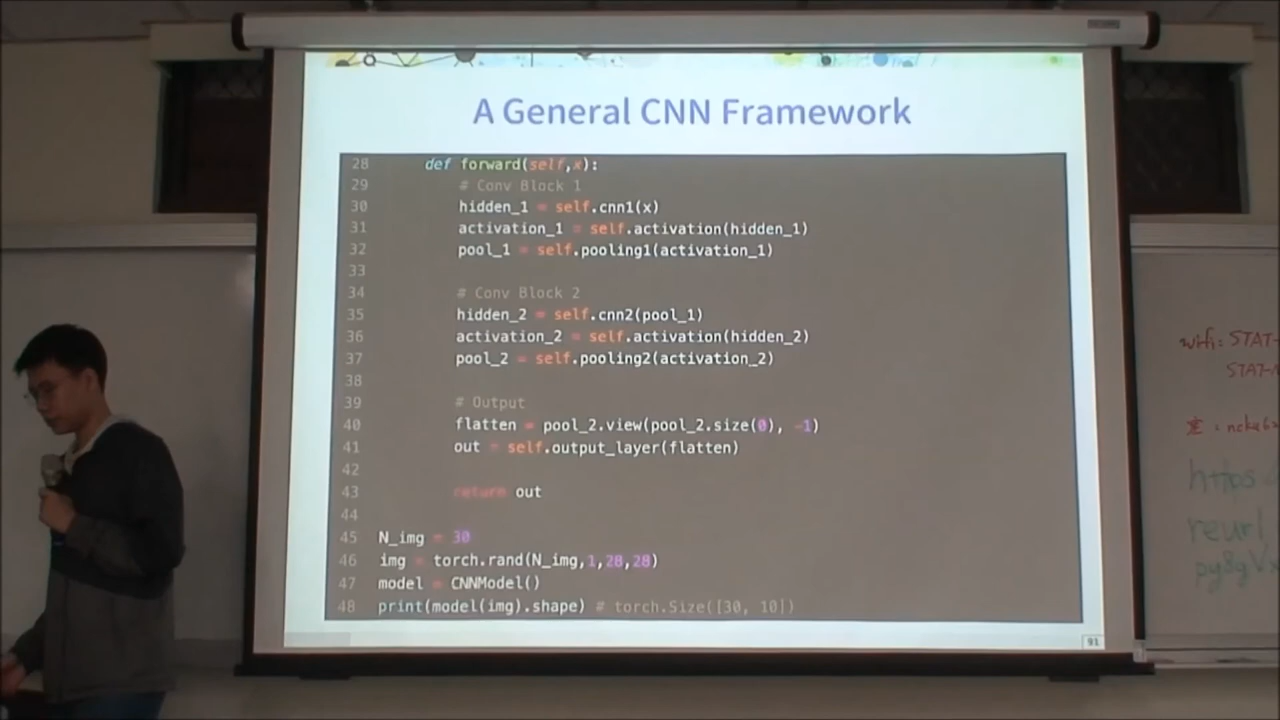 A General CNN Framework
28 def forward(self,x):
29 # Conv Block 1
30 hidden_1 = self.cnn1(x)
31 activation_1 = self.activation(hidden_1)
32 pool_1 = self.pooling1(activation_1)
33
34 # Conv Block 2
35 hidden_2 = self.cnn2(pool_1)
36 activation_2 = self.activation(hidden_2)
37 pool_2 = self.pooling2(activation_2)
38
39 # Output
40 flatten = pool_2.view(pool_2.size(0), -1)
41 out = self.output_layer(flatten)
42
43 return out
44
45 N_img = 30
46 img = torch.rand(N_img,1,28,28)
47 model = CNNModel()
48 print(model(img).shape) # torch.Size([30, 10])
91
STAT-
https
reurl